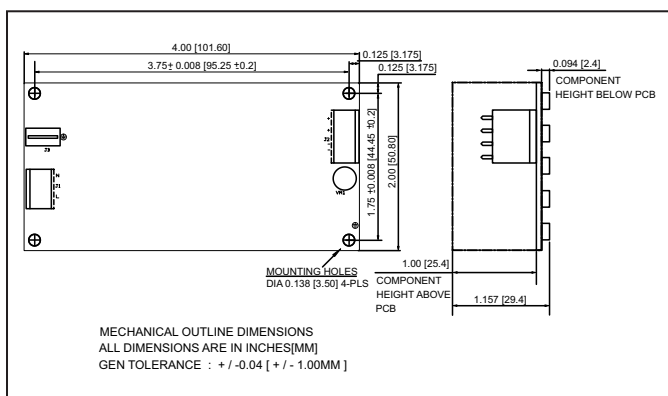 4.00 [101.60]
3.75± 0.008 [95.25 ±0.2]
0.125 [3.175]
0.125 [3.175]
J3
N
J1
L
+
+
-
-
J2
VR1
1.75 ±0.008 [44.45 ±0.2]
2.00 [50.80]
MOUNTING HOLES
DIA 0.138 [3.50] 4-PLS
0.094 [2.4]
COMPONENT
HEIGHT BELOW PCB
1.00 [25.4]
COMPONENT
HEIGHT ABOVE
PCB
1.157 [29.4]
MECHANICAL OUTLINE DIMENSIONS
ALL DIMENSIONS ARE IN INCHES[MM]
GEN TOLERANCE : + / -0.04 [ + / - 1.00MM ]